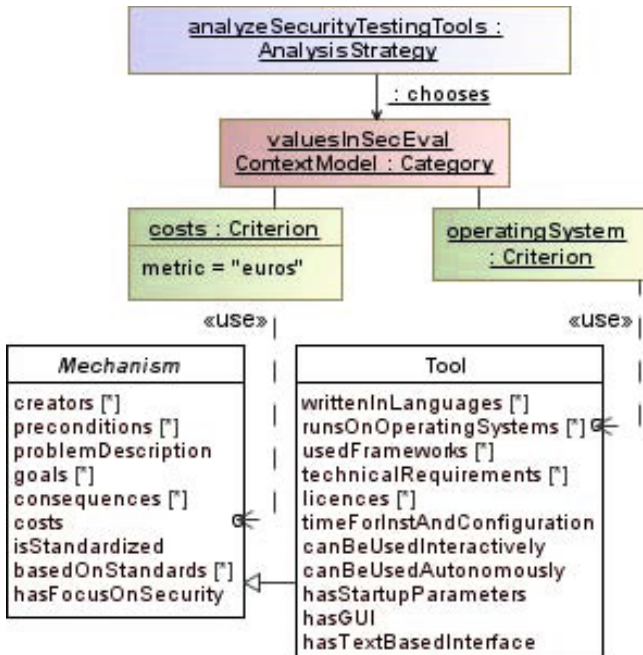 analyzeSecurityTestingTools :
AnalysisStrategy
: chooses
valuesInSecEval
ContextModel : Category
costs : Criterion
metric = "euros"
operatingSystem
: Criterion
«use»
«use»
Mechanism
creators [*]
preconditions [*]
problemDescription
goals [*]
consequences [*]
costs
isStandardized
basedOnStandards [*]
hasFocusOnSecurity
Tool
writtenInLanguages [*]
runsOnOperatingSystems [*]
usedFrameworks [*]
technicalRequirements [*]
licences [*]
timeForInstAndConfiguration
canBeUsedInteractively
canBeUsedAutonomously
hasStartupParameters
hasGUI
hasTextBasedInterface